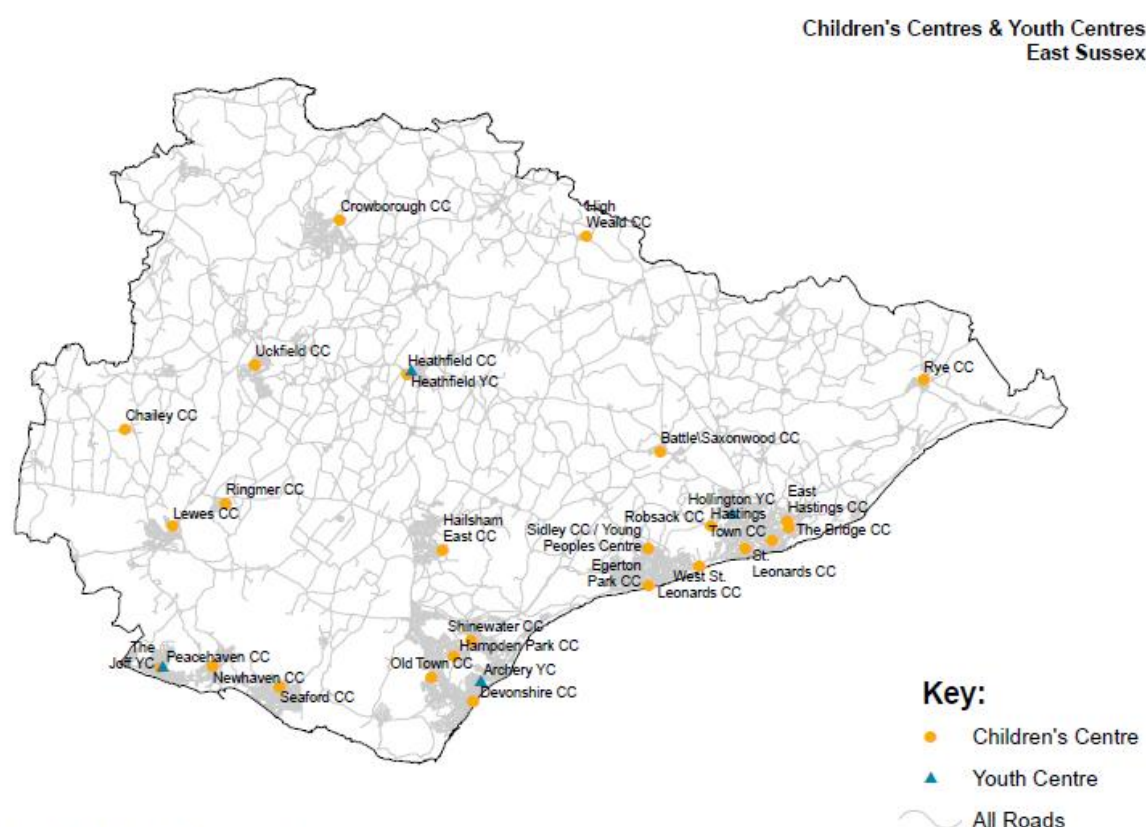 Children's Centres & Youth Centres
East Sussex
Crowborough CC
High
Weald CC
Uckfield CC
Heathfield CC
Heathfield YC
Rye CC
Chailey CC
Battle\Saxonwood CC
Ringmer CC
Lewes CC
Hailsham
East CC
Sidley CC / Young
Peoples Centre
Robsack CC
Hollington YC
Hastings
Town CC
East
Hastings CC
The Bridge CC
St.
Leonards CC
Egerton
Park CC
West St.
Leonards CC
Shinewater CC
Hampden Park CC
Old Town CC
Archery YC
Devonshire CC
The
Joff YC
Peacehaven CC
Newhaven CC
Seaford CC
Key:
Children's Centre
Youth Centre
All Roads